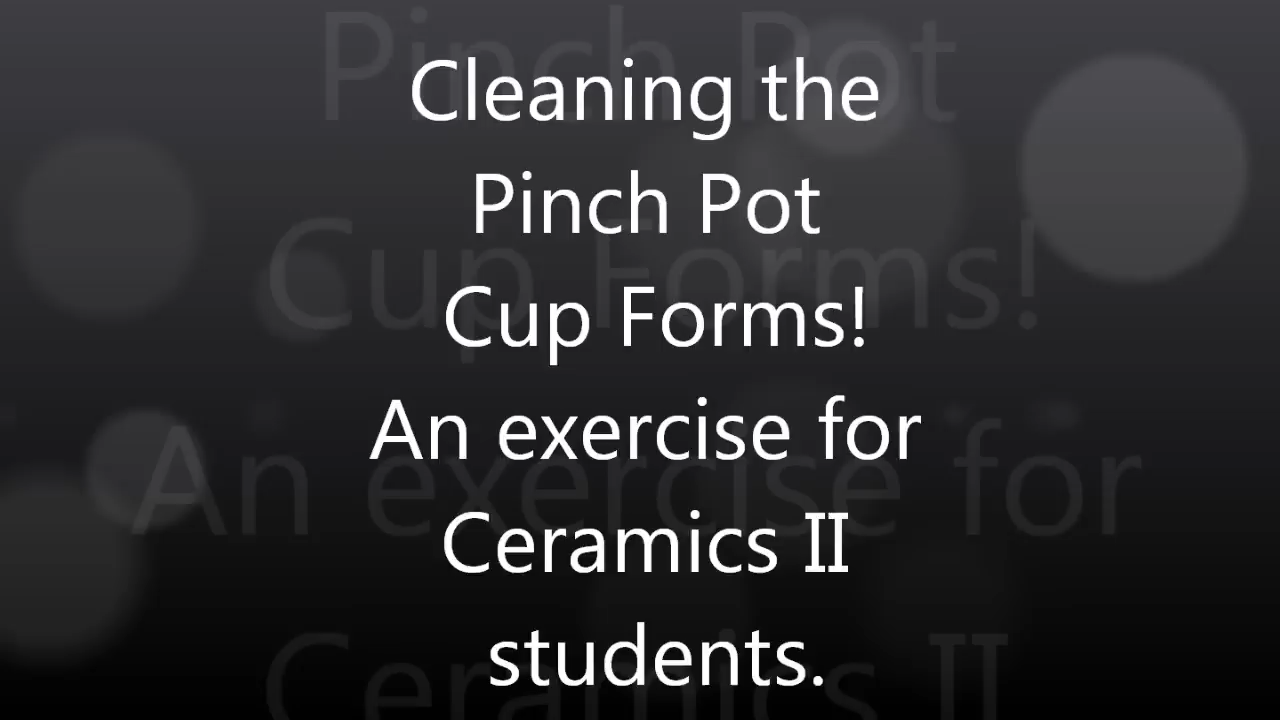 Cleaning the
Pinch Pot
Cup Forms!
An exercise for
Ceramics II
students.